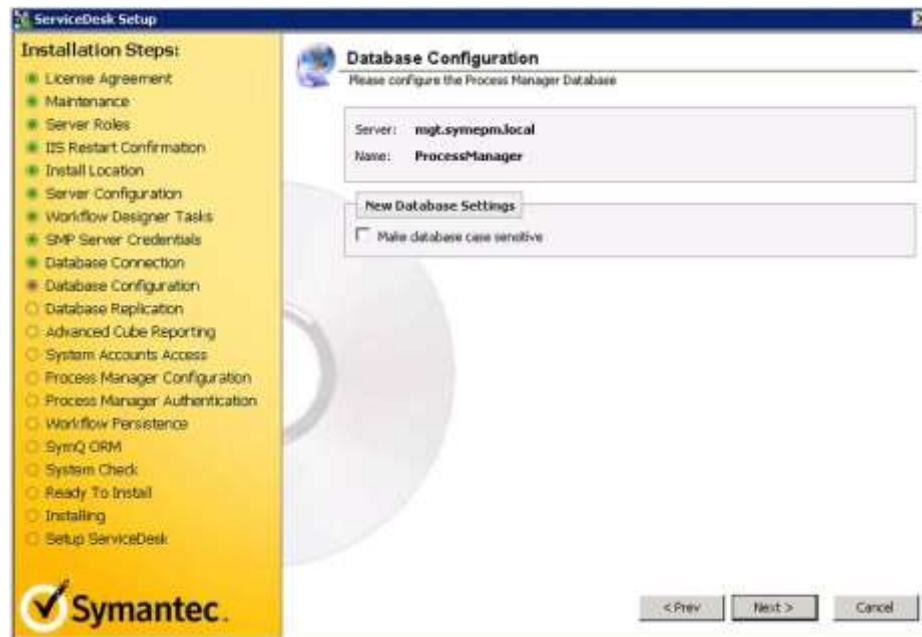 ServiceDesk Setup
Installation Steps:
License Agreement
Maintenance
Server Roles
IIS Restart Confirmation
Install Location
Server Configuration
Workflow Designer Tasks
SMP Server Credentials
Database Connection
Database Configuration
Database Replication
Advanced Cube Reporting
System Accounts Access
Process Manager Configuration
Process Manager Authentication
Workflow Persistence
SymQ ORM
System Check
Ready To Install
Installing
Setup ServiceDesk
Symantec.
Database Configuration
Please configure the Process Manager Database
Server: mgt.symepm.local
Name: ProcessManager
New Database Settings
Make database case sensitive
< Prev
Next >
Cancel